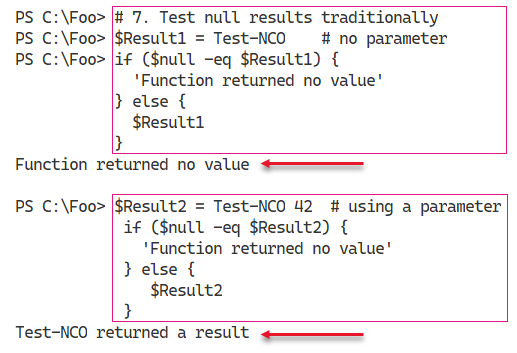 PS C:\Foo> # 7. Test null results traditionally
PS C:\Foo> $Result1 = Test-NCO    # no parameter
PS C:\Foo> if ($null -eq $Result1) {
  'Function returned no value'
} else {
  $Result1
}
Function returned no value
PS C:\Foo> $Result2 = Test-NCO 42  # using a parameter
if ($null -eq $Result2) {
  'Function returned no value'
} else {
   $Result2
}
Test-NCO returned a result